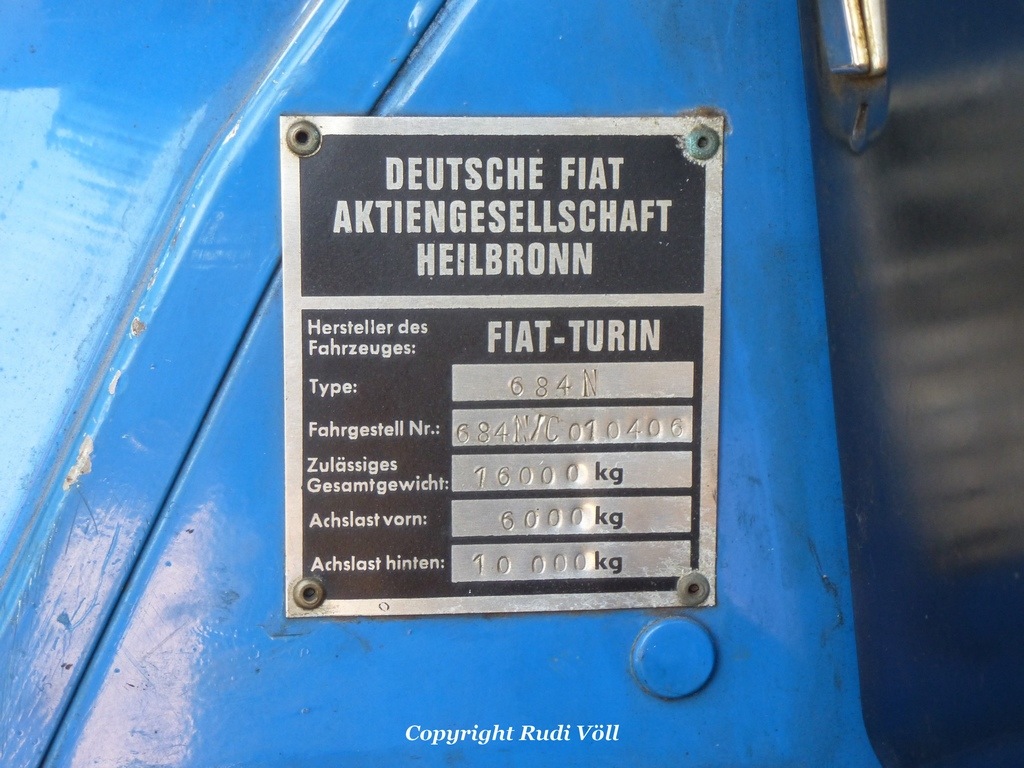 DEUTSCHE FIAT
AKTIENGESELLSCHAFT
HEILBRONN
Hersteller des
Fahrzeuges: FIAT-TURIN
Type: 684N
Fahrgestell Nr.: 684N/C010406
Zulässiges
Gesamtgewicht: 16000 kg
Achslast vorn: 6000 kg
Achslast hinten: 10 000 kg
Copyright Rudi Völl